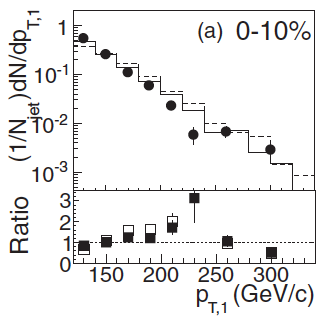 (a) 0-10%
(1/N_jet)dN/dp_T,1
1
10^-1
10^-2
10^-3
Ratio
3
2
1
0
150 200 250 300
p_T,1 (GeV/c)